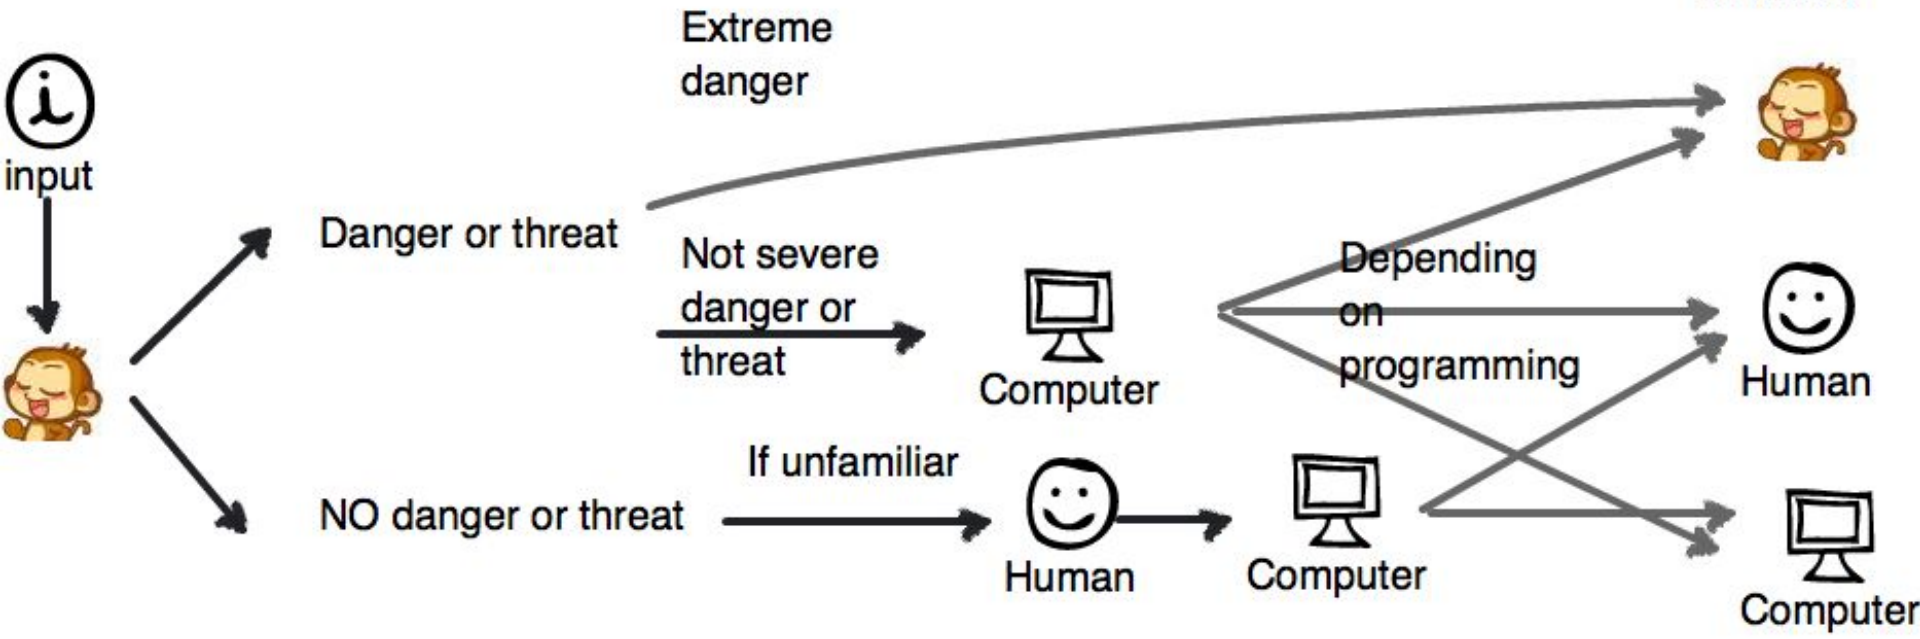 Extreme
danger
input
Danger or threat
Not severe
danger or
threat
Computer
Depending
on
programming
Human
If unfamiliar
NO danger or threat
Human
Computer
Computer